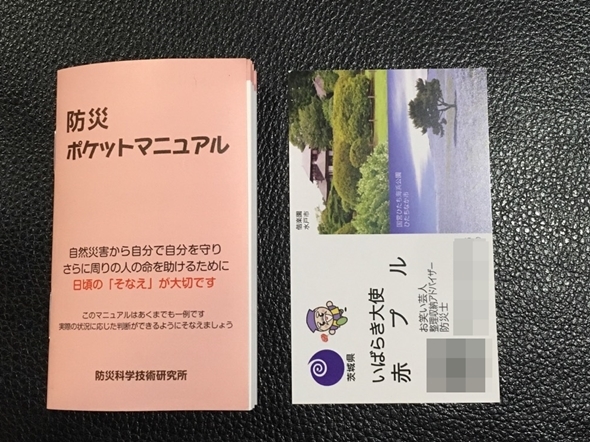 防災
ポケットマニュアル
自然災害から自分で自分を守り
さらに周りの人の命を助けるために
日頃の「そなえ」が大切です
このマニュアルはあくまでも一例です
実際の状況に応じた判断ができるようにそなえましょう
防災科学技術研究所
偕楽園
水戸市
国営ひたち海浜公園
ひたちなか市
茨城県
いばらき大使
赤プル
お笑い芸人
整理収納アドバイザー
防災士